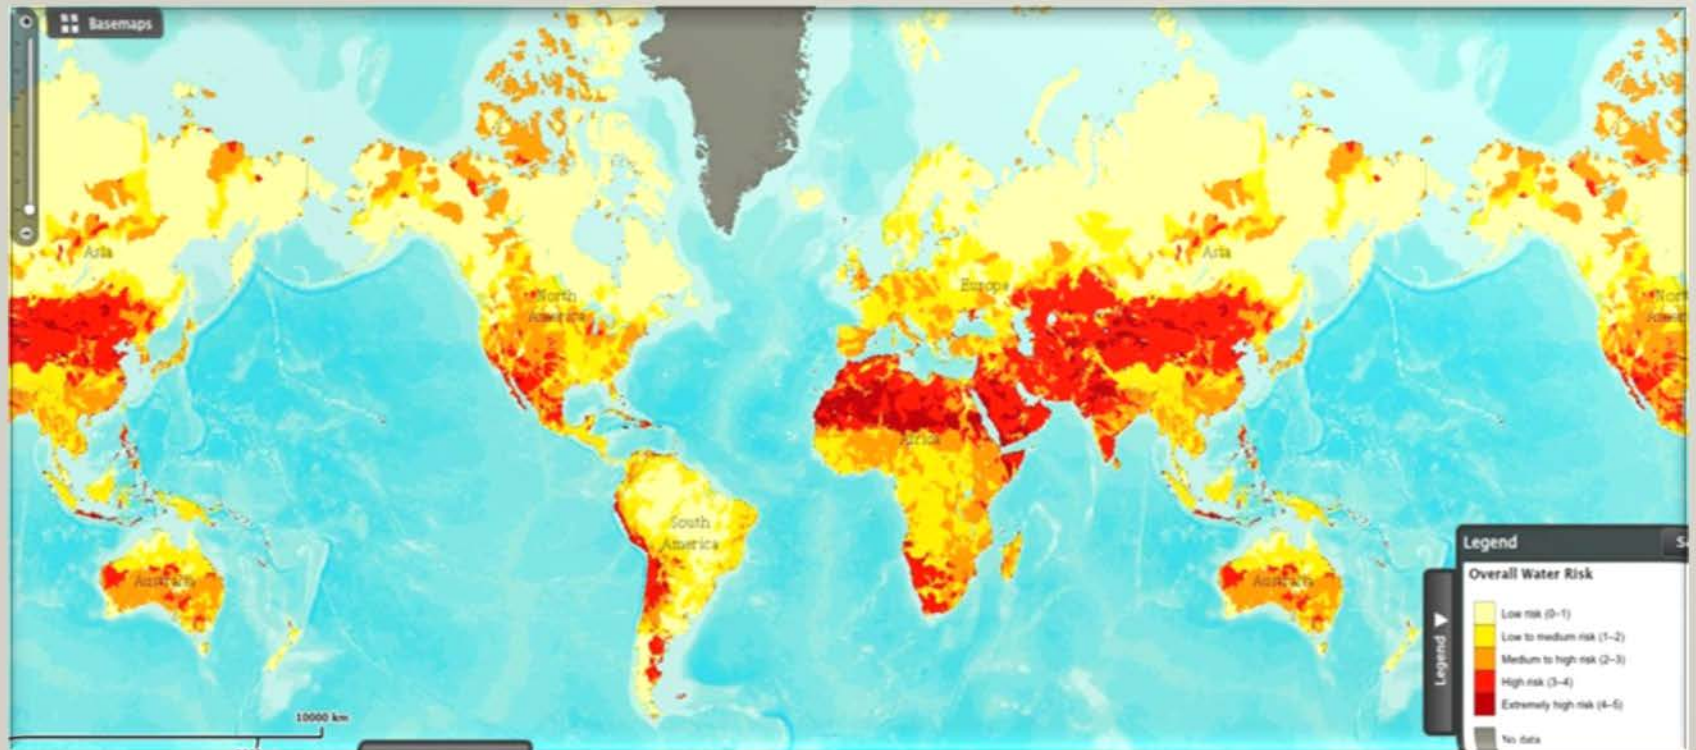 Basemaps
Asia
North
America
Europe
Asia
North
America
Africa
South
America
Australia
Australia
10000 km
Legend
Legend
Overall Water Risk
Low risk (0–1)
Low to medium risk (1–2)
Medium to high risk (2–3)
High risk (3–4)
Extremely high risk (4–5)
No data